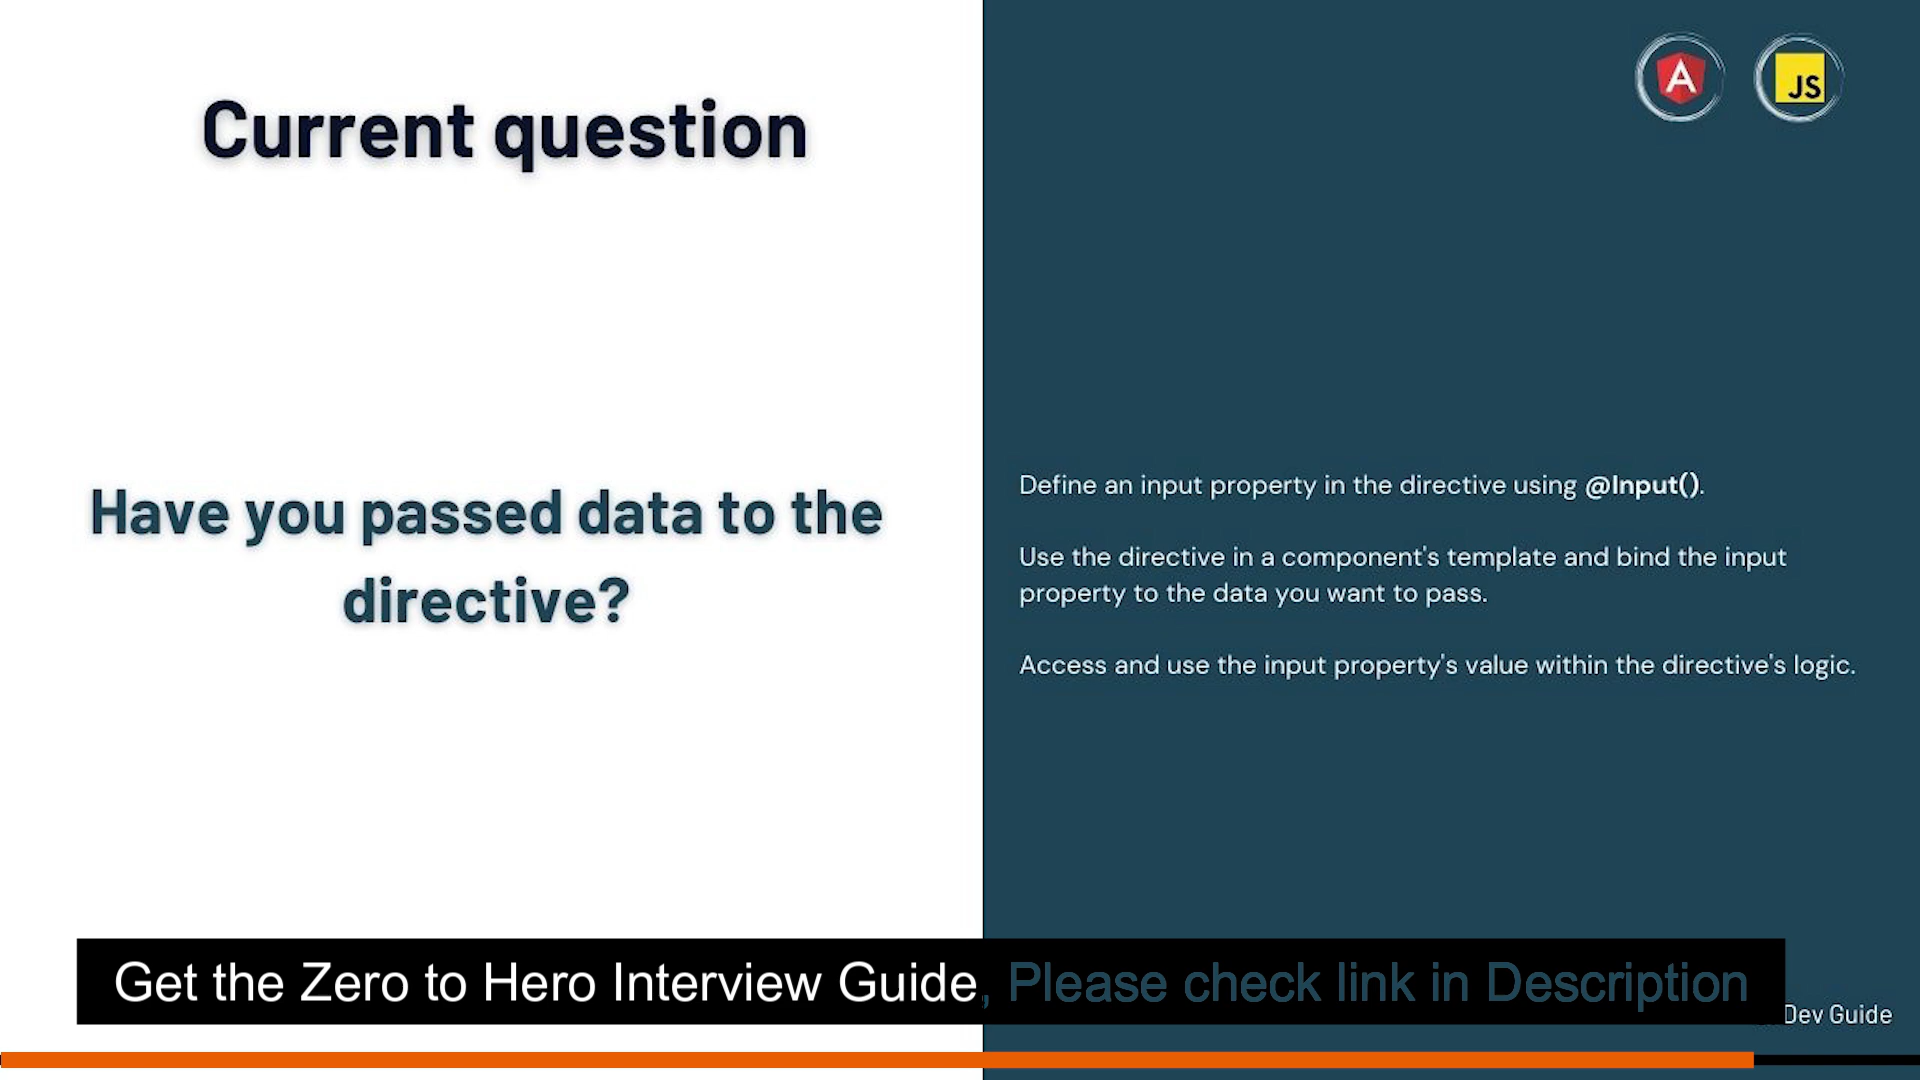 Current question
Have you passed data to the
directive?
A
JS
Define an input property in the directive using @Input().
Use the directive in a component's template and bind the input
property to the data you want to pass.
Access and use the input property's value within the directive's logic.
Get the Zero to Hero Interview Guide, Please check link in Description
Dev Guide